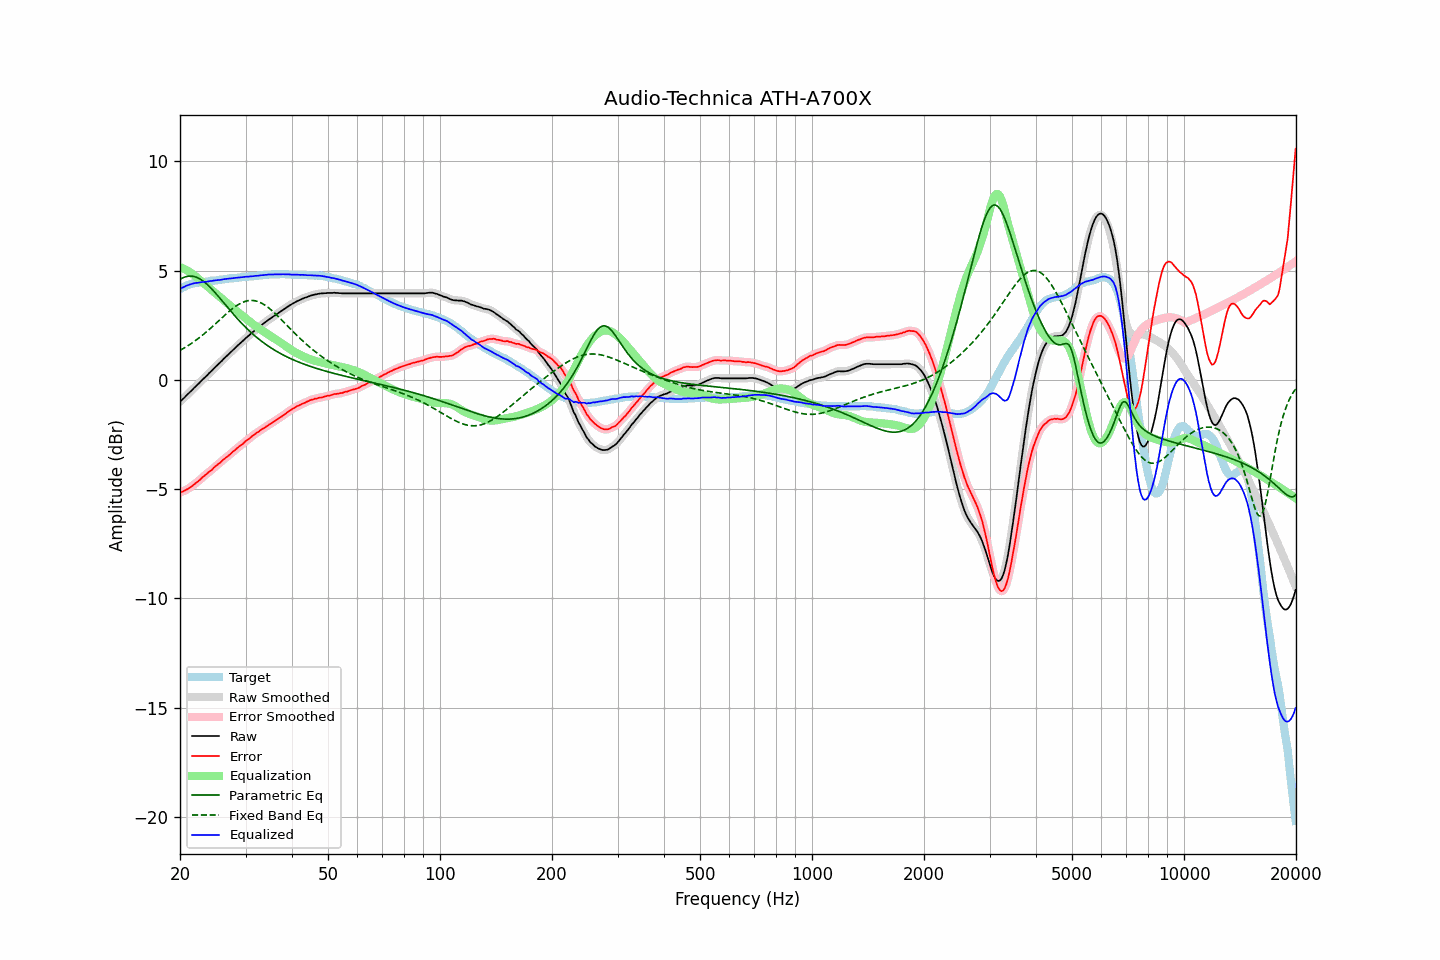 Audio-Technica ATH-A700X
Amplitude (dBr)
10
5
0
−5
−10
−15
−20
Target
Raw Smoothed
Error Smoothed
Raw
Error
Equalization
Parametric Eq
Fixed Band Eq
Equalized
20 50 100 200 500 1000 2000 5000 10000 20000
Frequency (Hz)